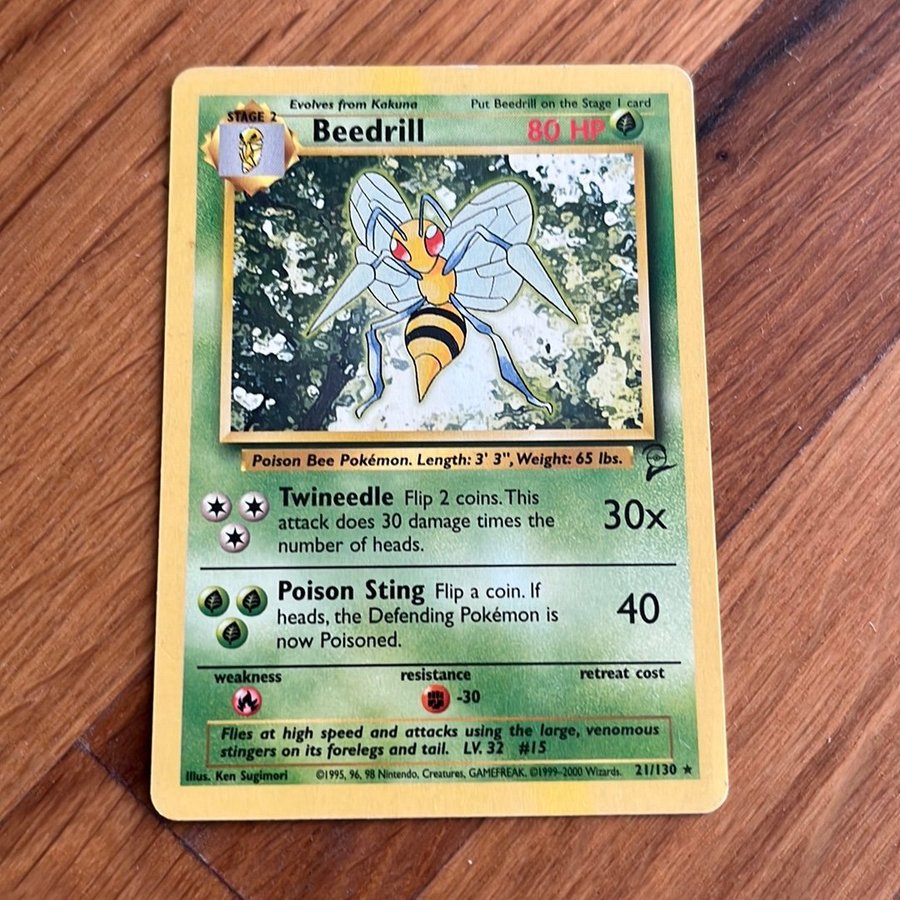 Evolves from Kakuna
Put Beedrill on the Stage 1 card
STAGE 2
Beedrill
80 HP
Poison Bee Pokémon. Length: 3' 3", Weight: 65 lbs.
Twineedle Flip 2 coins. This
attack does 30 damage times the
number of heads.
30x
Poison Sting Flip a coin. If
heads, the Defending Pokémon is
now Poisoned.
40
weakness
resistance
retreat cost
-30
Flies at high speed and attacks using the large, venomous
stingers on its forelegs and tail. LV. 32 #15
Illus. Ken Sugimori
©1995, 96, 98 Nintendo, Creatures, GAMEFREAK. ©1999-2000 Wizards.
21/130 ★